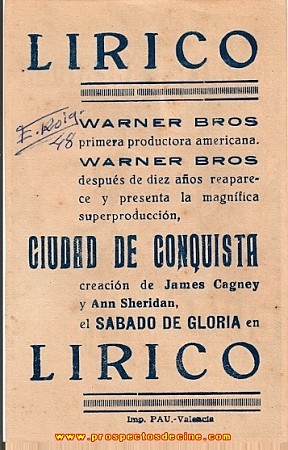 LIRICO
E. Roig
48
WARNER BROS
primera productora americana.
WARNER BROS
después de diez años reapare-
ce y presenta la magnífica
superproducción,
CIUDAD DE CONQUISTA
creación de James Cagney
y Ann Sheridan,
el SABADO DE GLORIA en
LIRICO
Imp. PAU.-Valencia
www.prospectosdecine.com